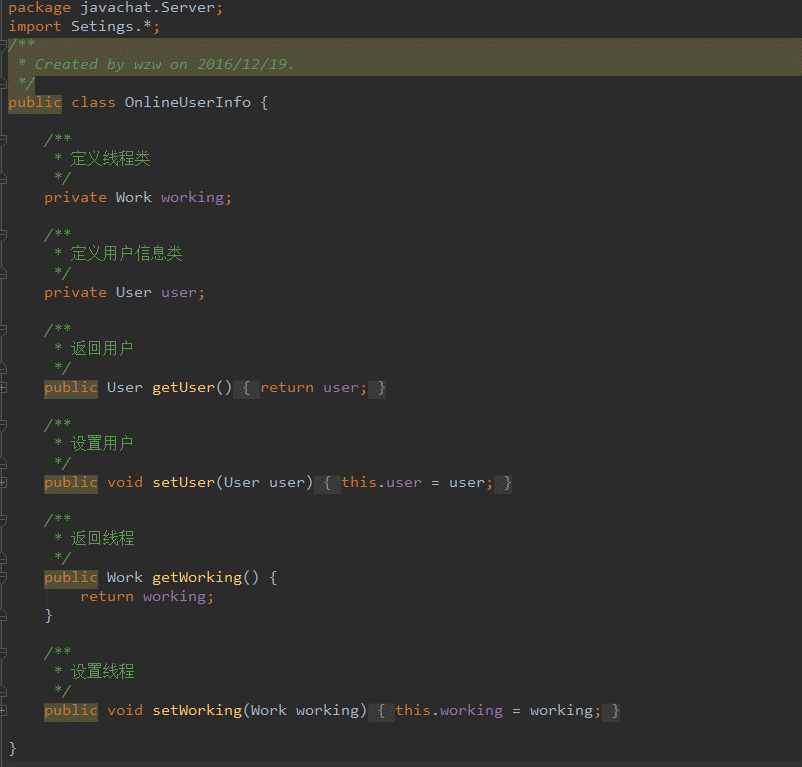 package javachat.Server;
import Setings.*;
/**
 * Created by wzw on 2016/12/19.
 */
public class OnlineUserInfo {
/**
 * 定义线程类
 */
private Work working;
/**
 * 定义用户信息类
 */
private User user;
/**
 * 返回用户
 */
public User getUser() { return user; }
/**
 * 设置用户
 */
public void setUser(User user) { this.user = user; }
/**
 * 返回线程
 */
public Work getWorking() {
return working;
}
/**
 * 设置线程
 */
public void setWorking(Work working) { this.working = working; }
}